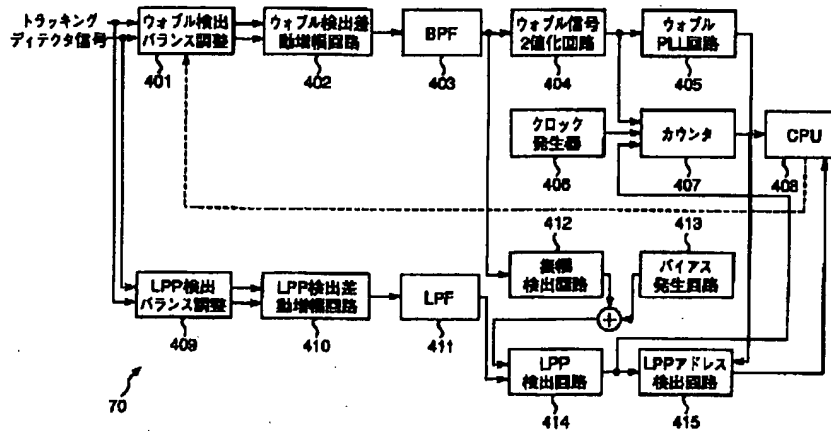 トラッキング
ディテクタ信号
ウォブル検出
バランス調整
401
ウォブル検出差
動増幅回路
402
BPF
403
ウォブル信号
2値化回路
404
ウォブル
PLL回路
405
クロック
発生器
406
カウンタ
407
CPU
408
LPP検出
バランス調整
409
LPP検出差
動増幅回路
410
LPF
411
412
振幅
検出回路
413
バイアス
発生回路
LPP
検出回路
414
LPPアドレス
検出回路
415
70